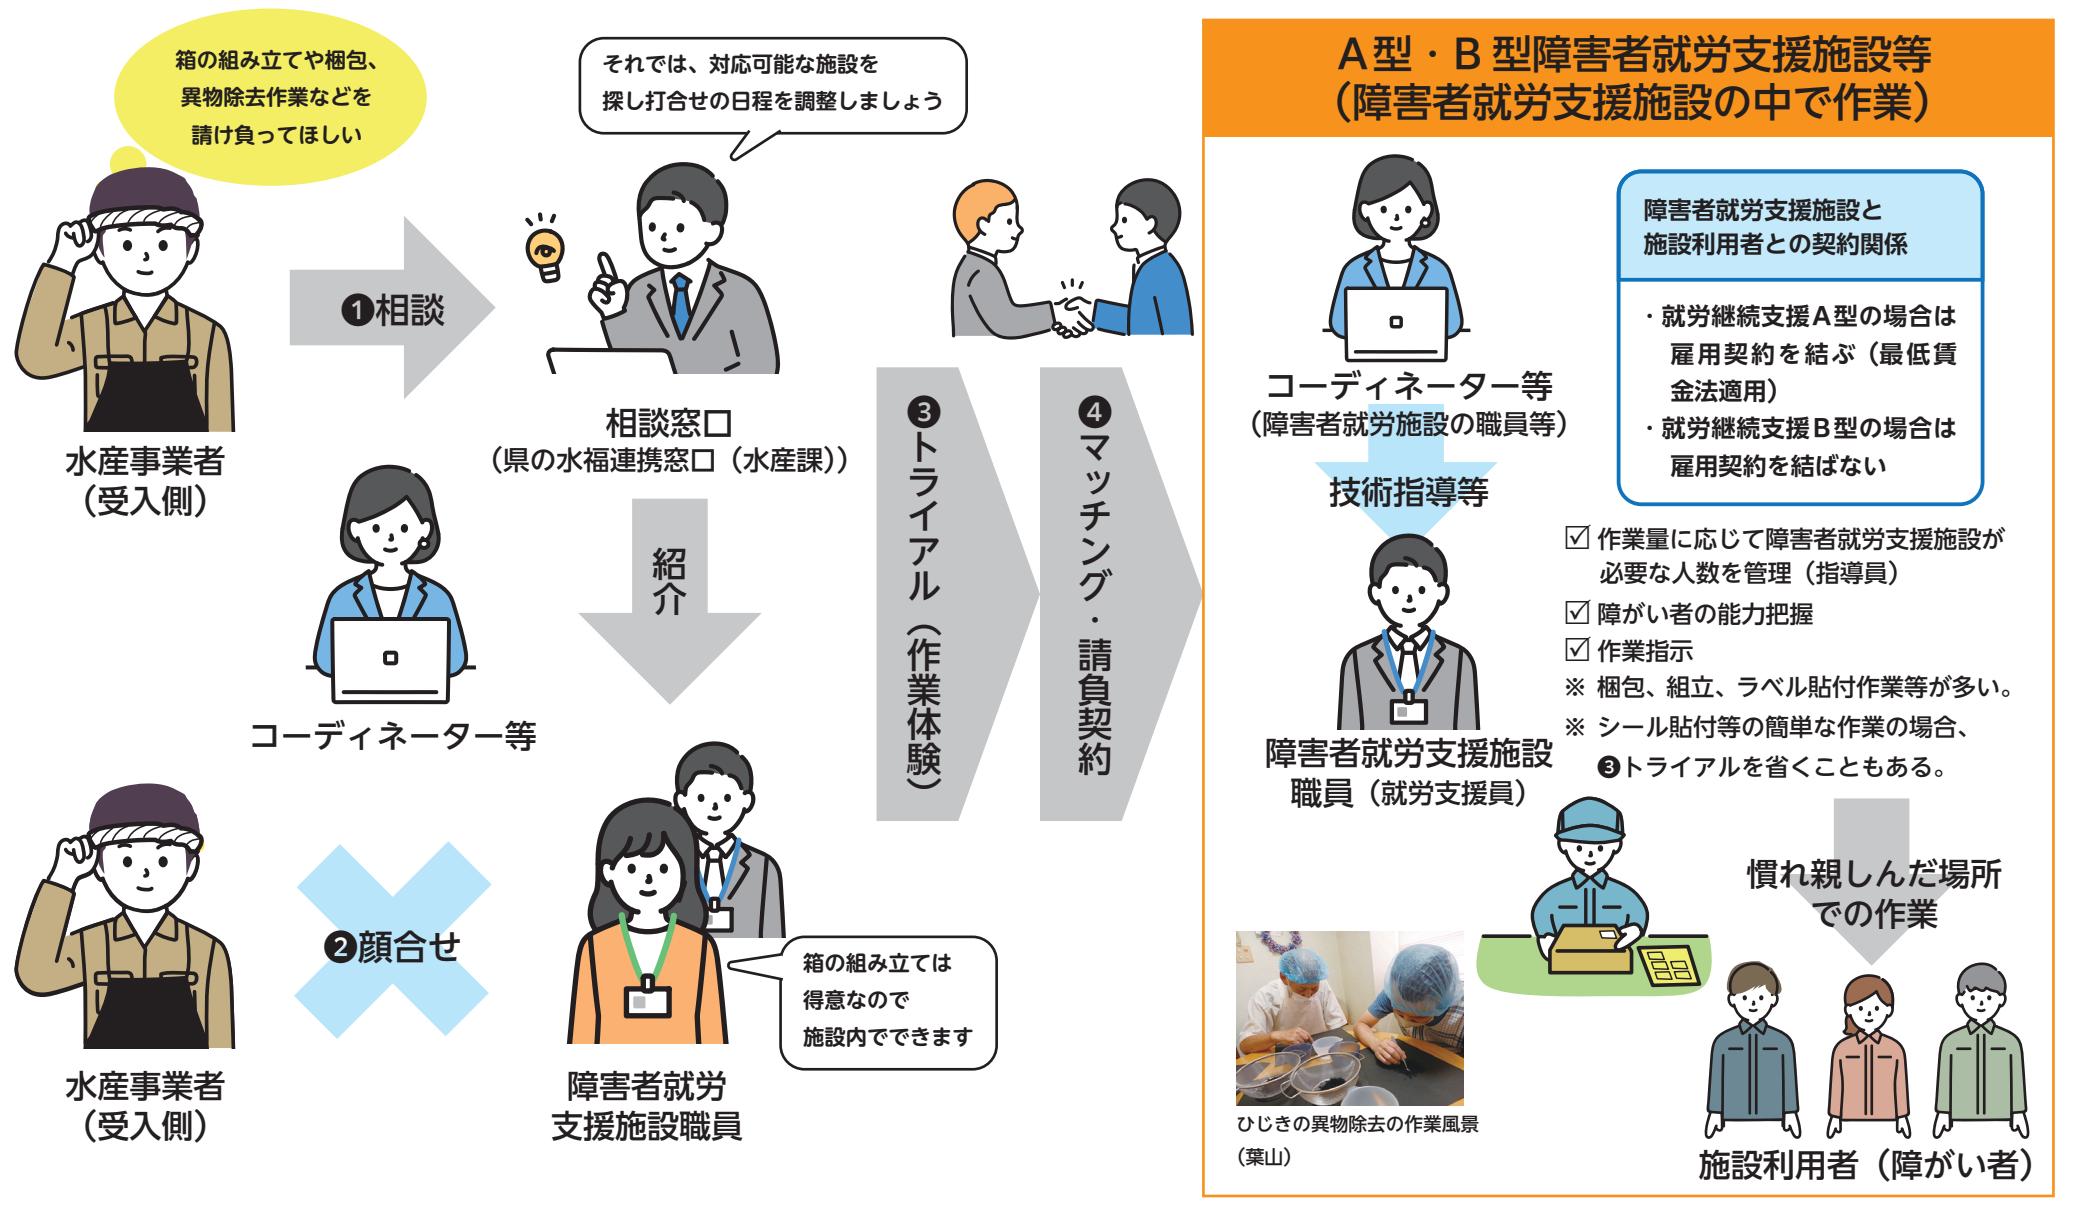 箱の組み立てや梱包、
異物除去作業などを
請け負ってほしい
水産事業者
（受入側）
❶相談
それでは、対応可能な施設を
探し打合せの日程を調整しましょう
相談窓口
（県の水福連携窓口（水産課））
紹介
コーディネーター等
水産事業者
（受入側）
❷顔合せ
箱の組み立ては
得意なので
施設内でできます
障害者就労
支援施設職員
❸トライアル（作業体験）
❹マッチング・請負契約
A型・B型障害者就労支援施設等
（障害者就労支援施設の中で作業）
コーディネーター等
（障害者就労施設の職員等）
技術指導等
障害者就労支援施設
職員（就労支援員）
障害者就労支援施設と
施設利用者との契約関係
・就労継続支援A型の場合は
雇用契約を結ぶ（最低賃
金法適用）
・就労継続支援B型の場合は
雇用契約を結ばない
☑ 作業量に応じて障害者就労支援施設が
必要な人数を管理（指導員）
☑ 障がい者の能力把握
☑ 作業指示
※ 梱包、組立、ラベル貼付作業等が多い。
※ シール貼付等の簡単な作業の場合、
❸トライアルを省くこともある。
慣れ親しんだ場所
での作業
ひじきの異物除去の作業風景
（葉山）
施設利用者（障がい者）